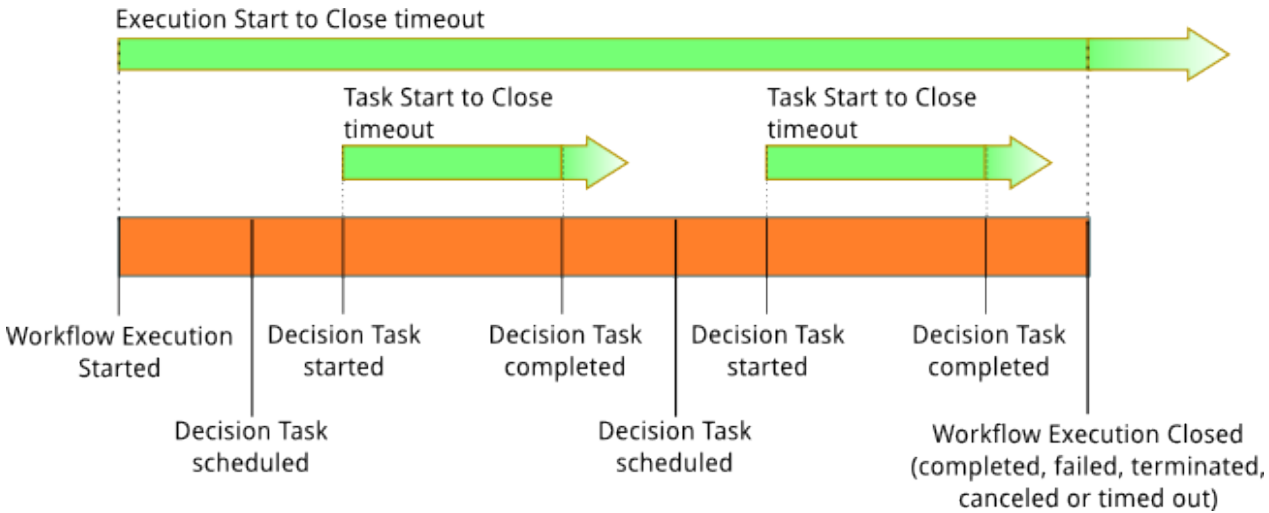 Execution Start to Close timeout
Task Start to Close
timeout
Task Start to Close
timeout
Workflow Execution
Started
Decision Task
started
Decision Task
completed
Decision Task
started
Decision Task
completed
Decision Task
scheduled
Decision Task
scheduled
Workflow Execution Closed
(completed, failed, terminated,
canceled or timed out)